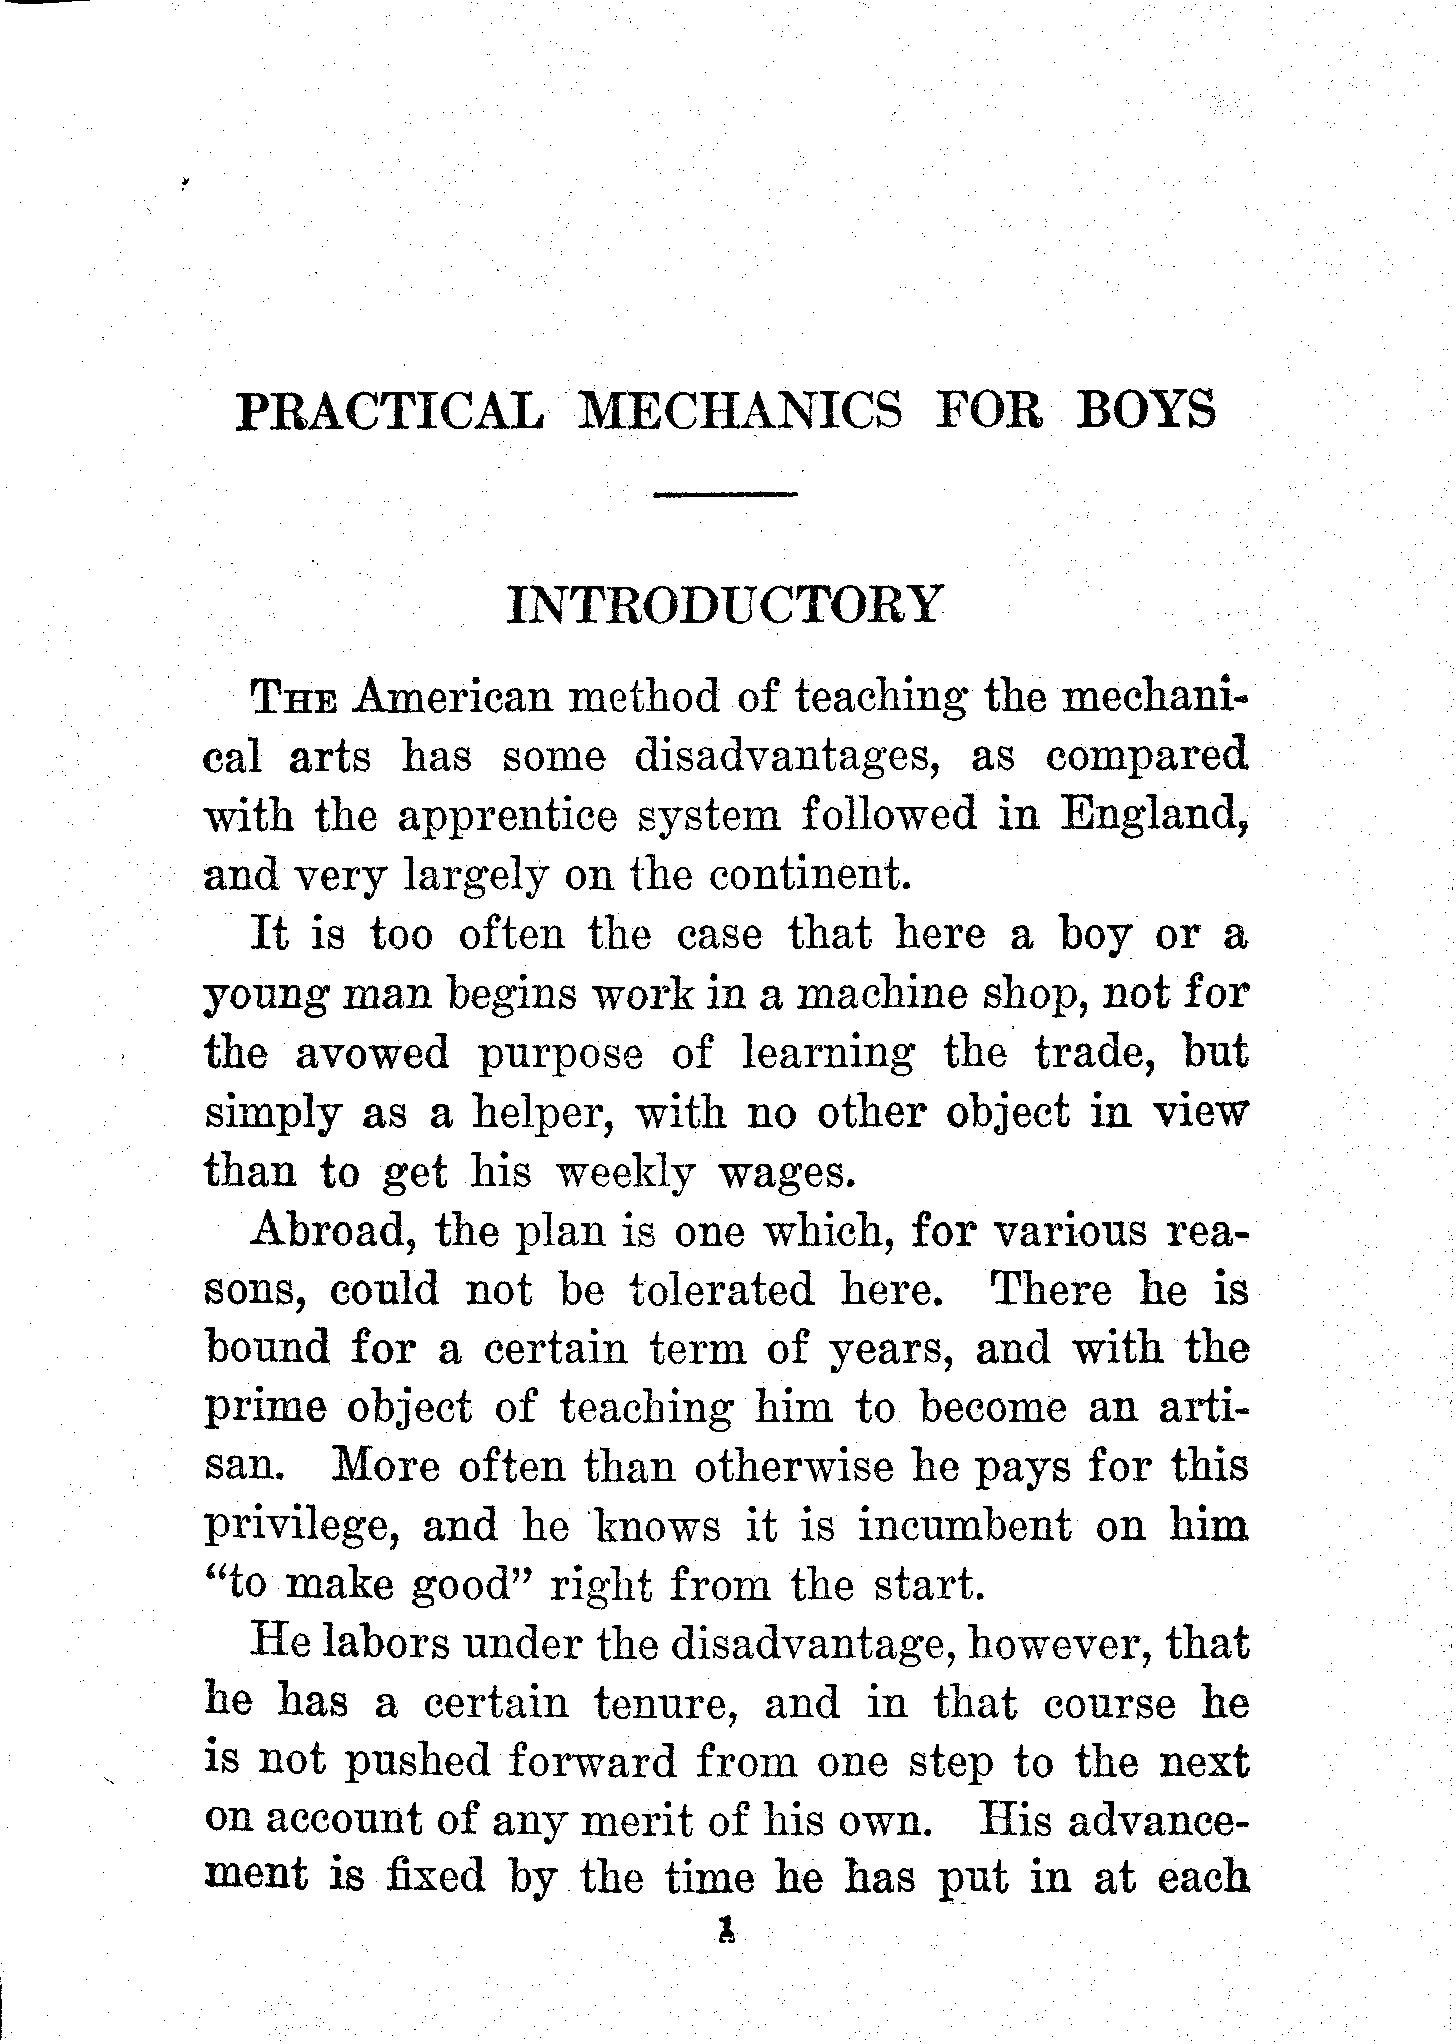 PRACTICAL MECHANICS FOR BOYS
INTRODUCTORY
THE American method of teaching the mechani-
cal arts has some disadvantages, as compared
with the apprentice system followed in England,
and very largely on the continent.
It is too often the case that here a boy or a
young man begins work in a machine shop, not for
the avowed purpose of learning the trade, but
simply as a helper, with no other object in view
than to get his weekly wages.
Abroad, the plan is one which, for various rea-
sons, could not be tolerated here. There he is
bound for a certain term of years, and with the
prime object of teaching him to become an arti-
san. More often than otherwise he pays for this
privilege, and he knows it is incumbent on him
“to make good” right from the start.
He labors under the disadvantage, however, that
he has a certain tenure, and in that course he
is not pushed forward from one step to the next
on account of any merit of his own. His advance-
ment is fixed by the time he has put in at each
1